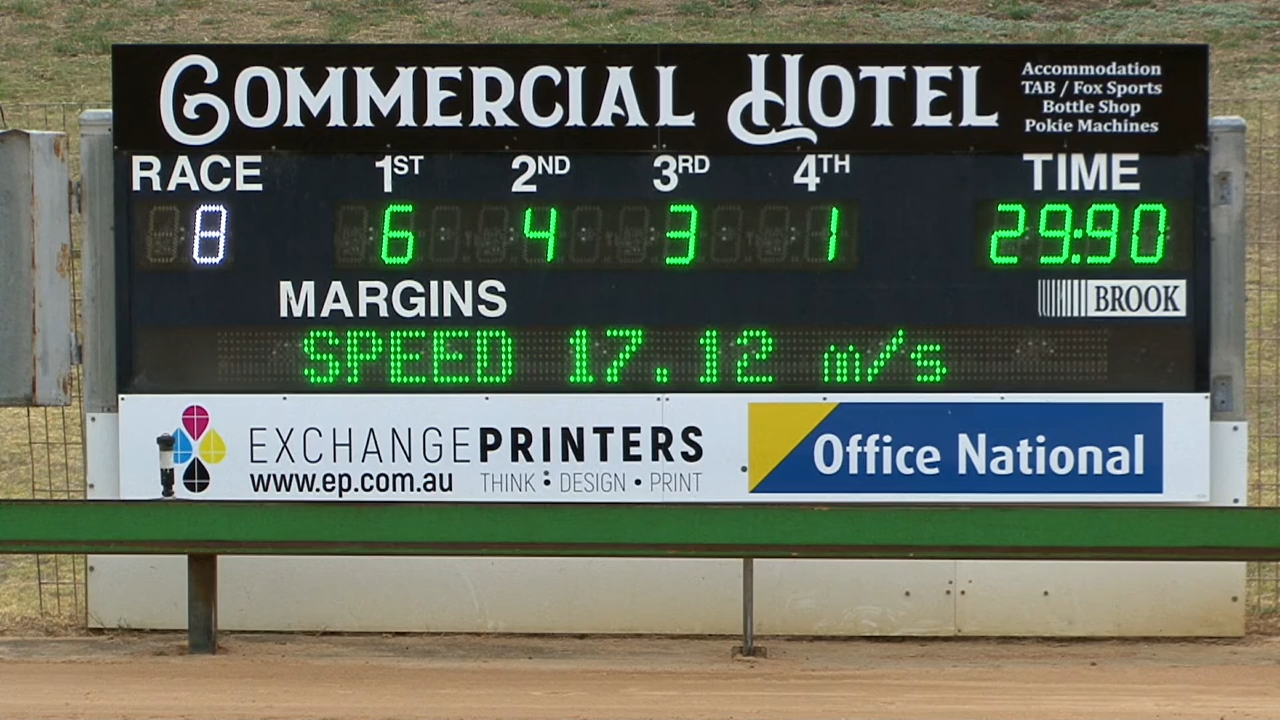 COMMERCIAL HOTEL
Accommodation
TAB / Fox Sports
Bottle Shop
Pokie Machines
RACE 1ST 2ND 3RD 4TH TIME
8 6 4 3 1 29:90
MARGINS
BROOK
SPEED 17.12 m/s
EXCHANGEPRINTERS
www.ep.com.au THINK : DESIGN • PRINT
Office National